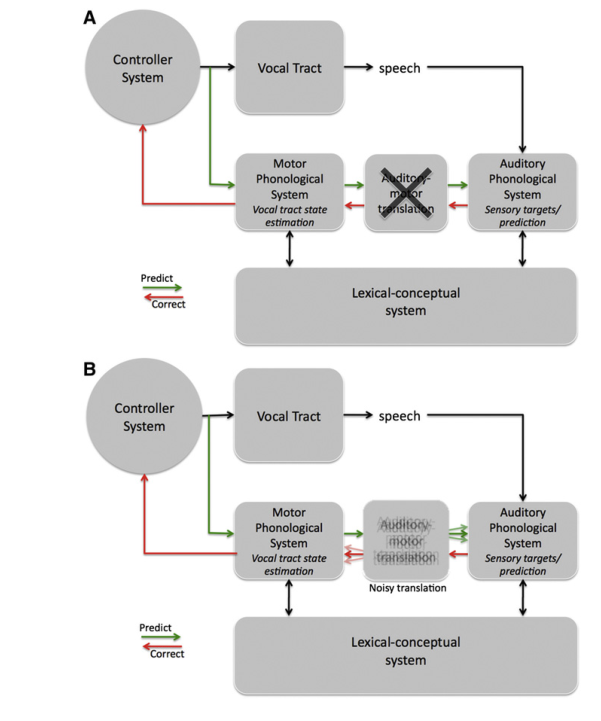 A
Controller
System
Vocal Tract
speech
Motor
Phonological
System
Vocal tract state
estimation
Auditory-
motor
translation
Auditory
Phonological
System
Sensory targets/
prediction
Predict
Correct
Lexical-conceptual
system
B
Controller
System
Vocal Tract
speech
Motor
Phonological
System
Vocal tract state
estimation
Auditory-
motor
translation
Noisy translation
Auditory
Phonological
System
Sensory targets/
prediction
Predict
Correct
Lexical-conceptual
system